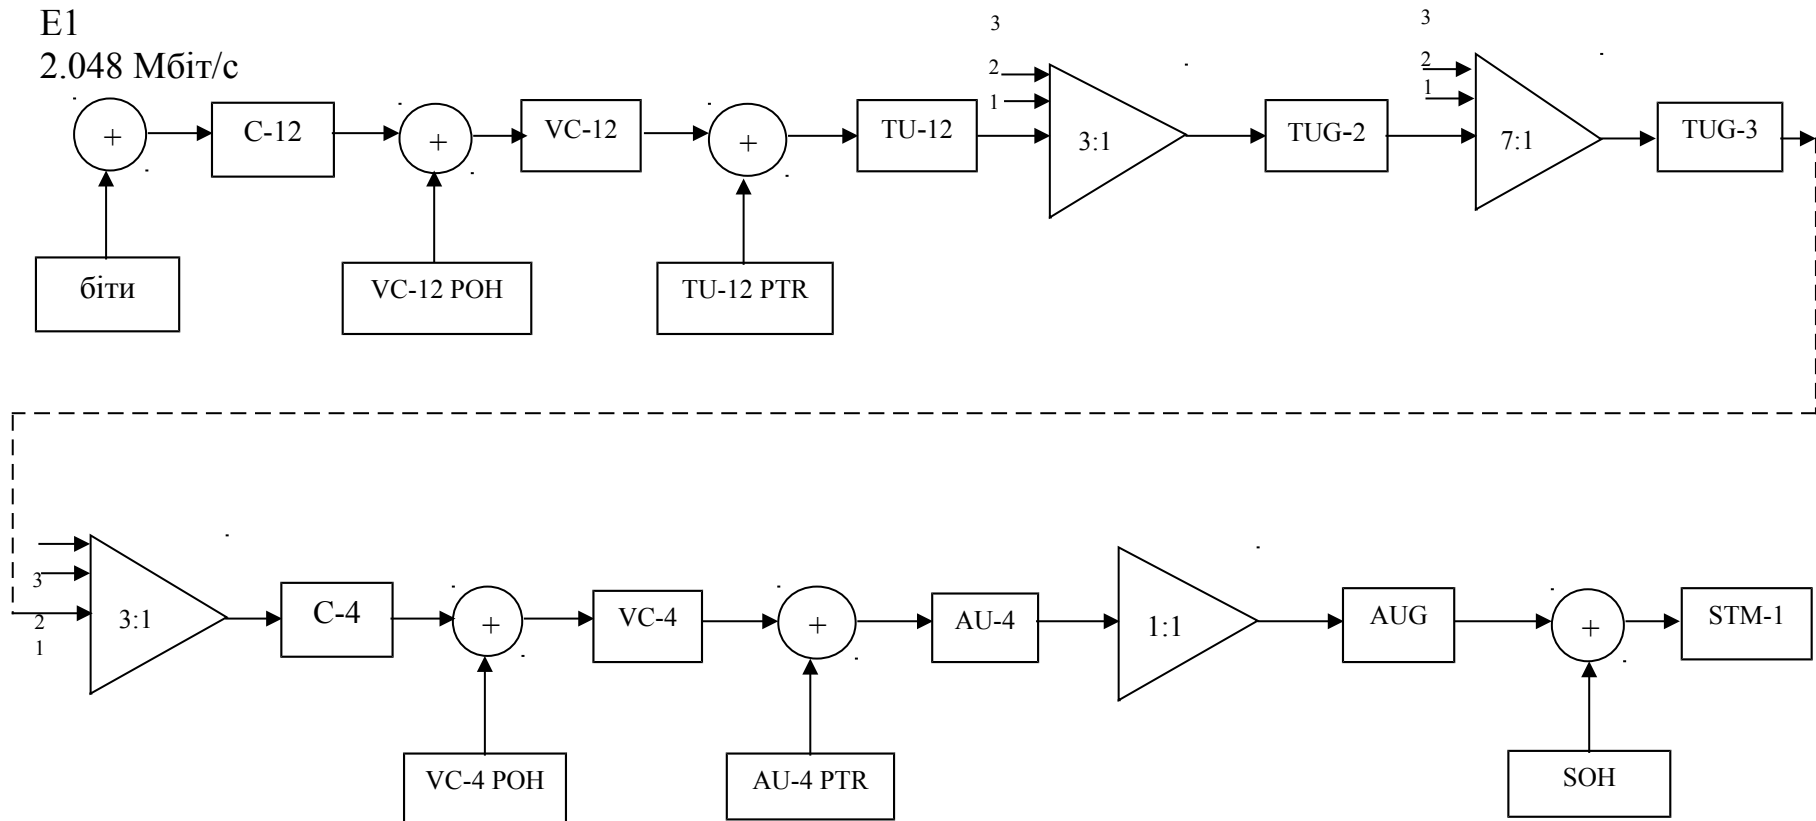 E1
2.048 Мбіт/с
3
2
1
3
2
1
+
C-12
+
VC-12
+
TU-12
3:1
TUG-2
7:1
TUG-3
біти
VC-12 POH
TU-12 PTR
3
2
1
3:1
C-4
+
VC-4
+
AU-4
1:1
AUG
+
STM-1
VC-4 POH
AU-4 PTR
SOH